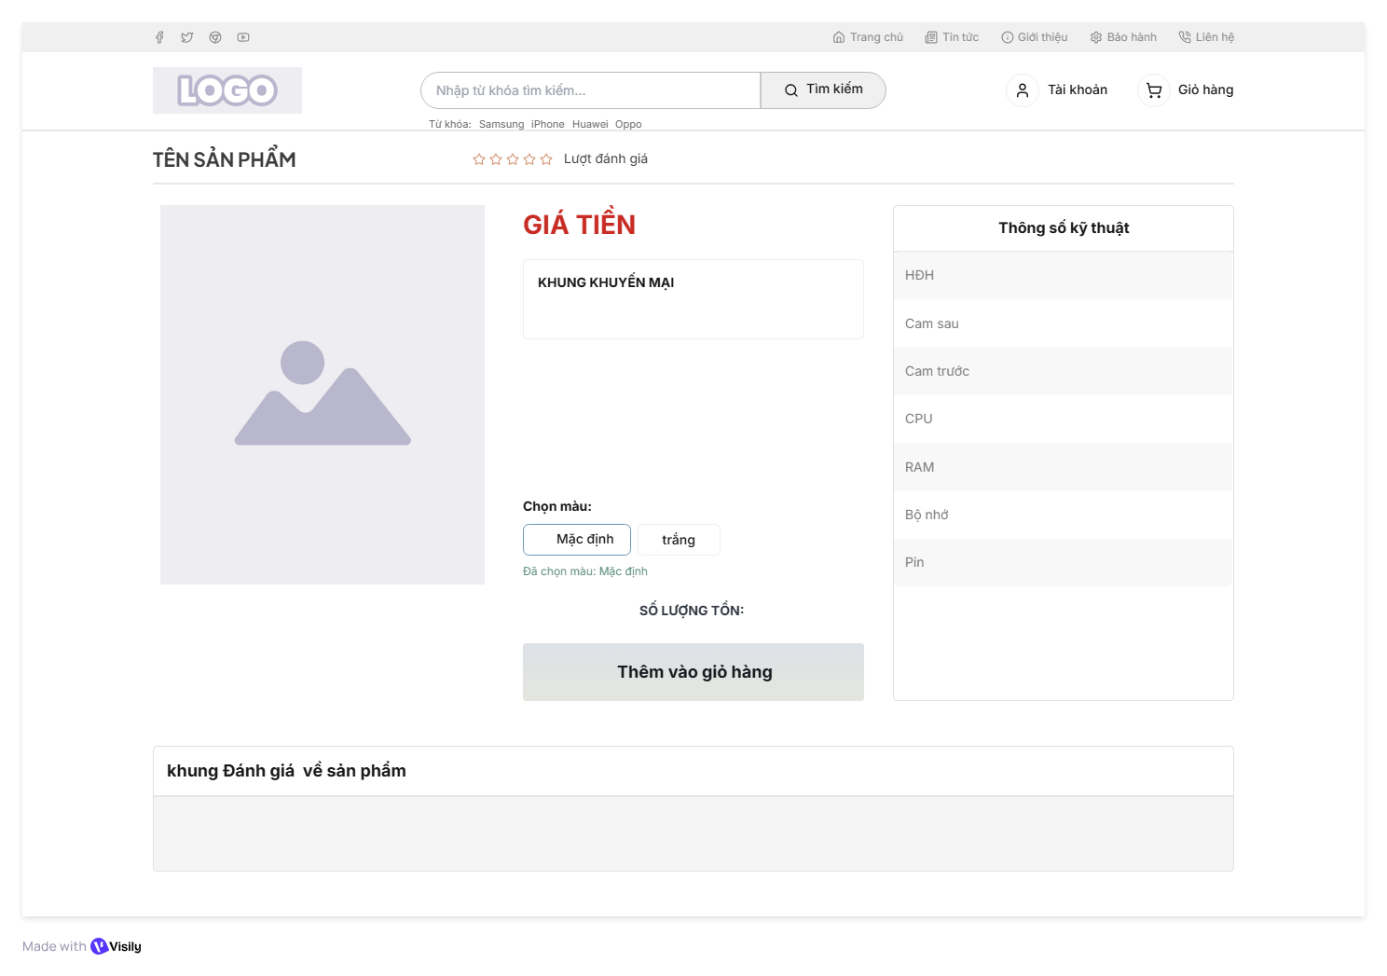 Trang chủ Tin tức Giới thiệu Bảo hành Liên hệ
LOGO Nhập từ khóa tìm kiếm... Tìm kiếm Tài khoản Giỏ hàng
Từ khóa: Samsung iPhone Huawei Oppo
TÊN SẢN PHẨM Lượt đánh giá
GIÁ TIỀN
KHUNG KHUYẾN MẠI
Chọn màu:
Mặc định trắng
Đã chọn màu: Mặc định
SỐ LƯỢNG TỒN:
Thêm vào giỏ hàng
Thông số kỹ thuật
HĐH
Cam sau
Cam trước
CPU
RAM
Bộ nhớ
Pin
khung Đánh giá về sản phẩm
Made with Visily